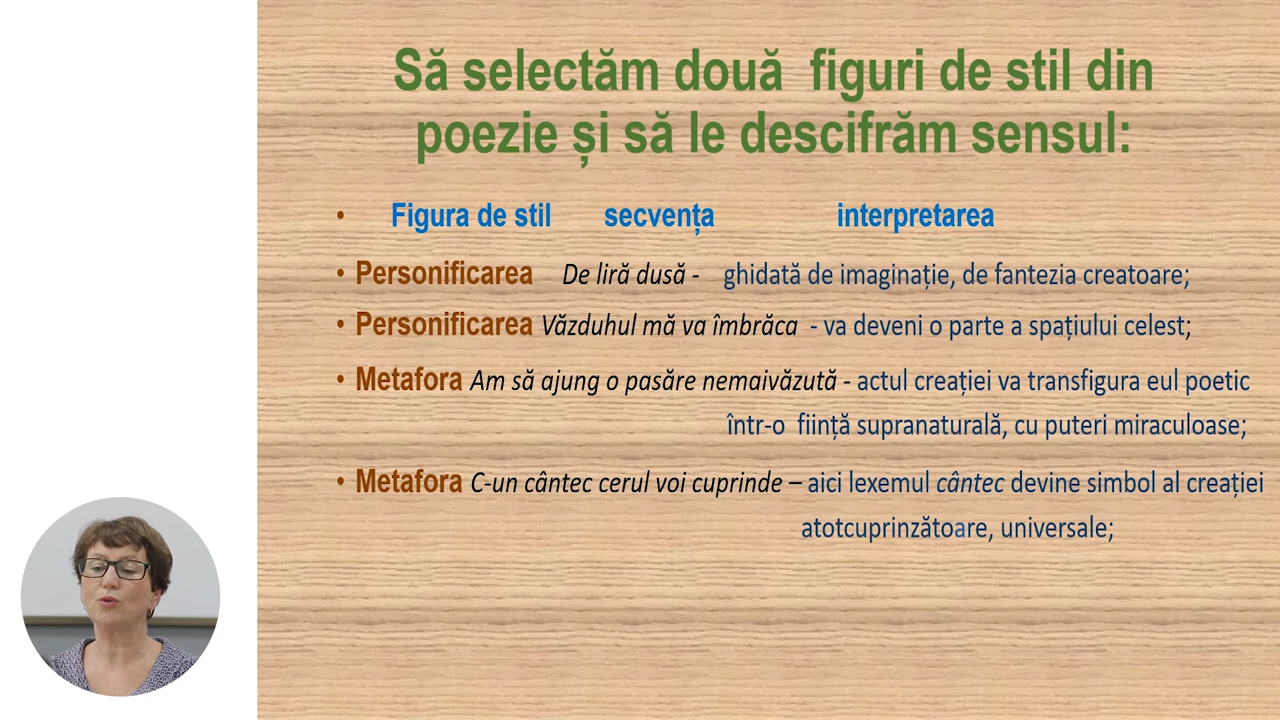 Să selectăm două figuri de stil din
poezie și să le descifrăm sensul:
• Figura de stil secvența interpretarea
• Personificarea De liră dusă - ghidată de imaginație, de fantezia creatoare;
• Personificarea Văzduhul mă va îmbrăca - va deveni o parte a spațiului celest;
• Metafora Am să ajung o pasăre nemaivăzută - actul creației va transfigura eul poetic
într-o ființă supranaturală, cu puteri miraculoase;
• Metafora C-un cântec cerul voi cuprinde – aici lexemul cântec devine simbol al creației
atotcuprinzătoare, universale;